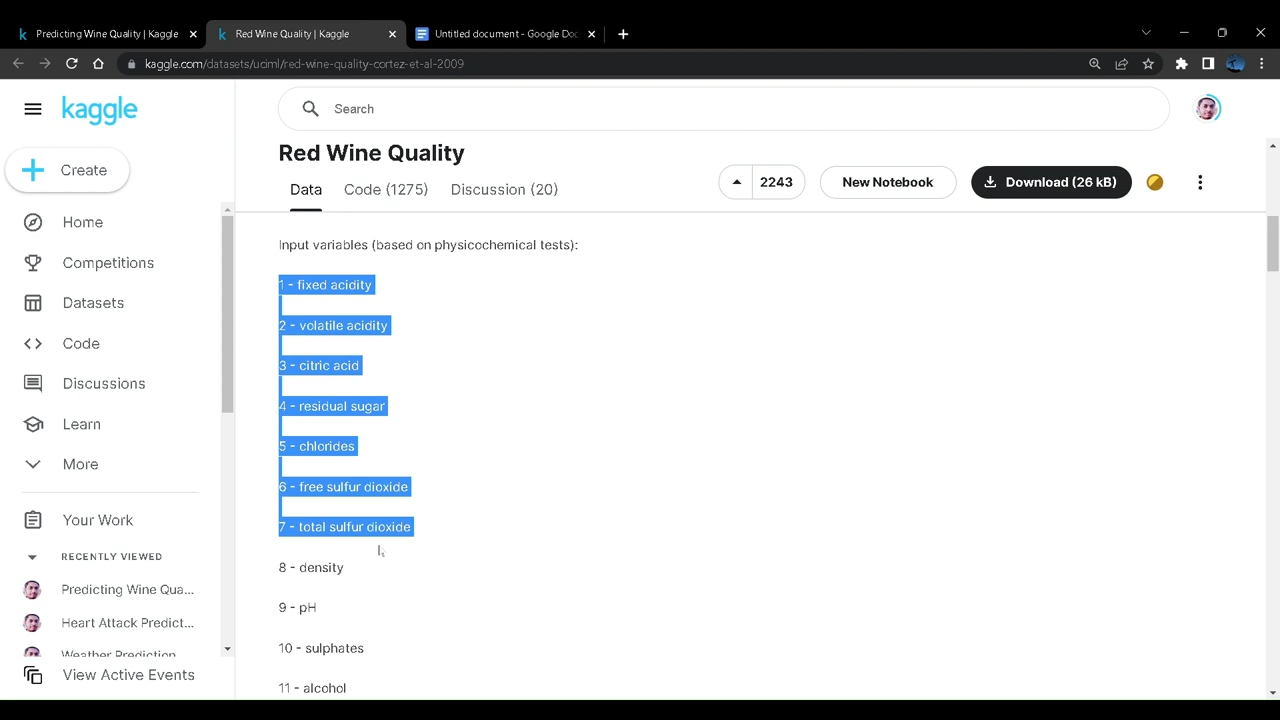 Predicting Wine Quality | Kaggle
Red Wine Quality | Kaggle
Untitled document - Google Doc
kaggle.com/datasets/uciml/red-wine-quality-cortez-et-al-2009
kaggle
Search
Create
Red Wine Quality
Data
Code (1275)
Discussion (20)
2243
New Notebook
Download (26 kB)
Home
Competitions
Datasets
Code
Discussions
Learn
More
Your Work
RECENTLY VIEWED
Predicting Wine Qua...
Heart Attack Predict...
Weather Prediction
View Active Events
Input variables (based on physicochemical tests):
1 - fixed acidity
2 - volatile acidity
3 - citric acid
4 - residual sugar
5 - chlorides
6 - free sulfur dioxide
7 - total sulfur dioxide
8 - density
9 - pH
10 - sulphates
11 - alcohol